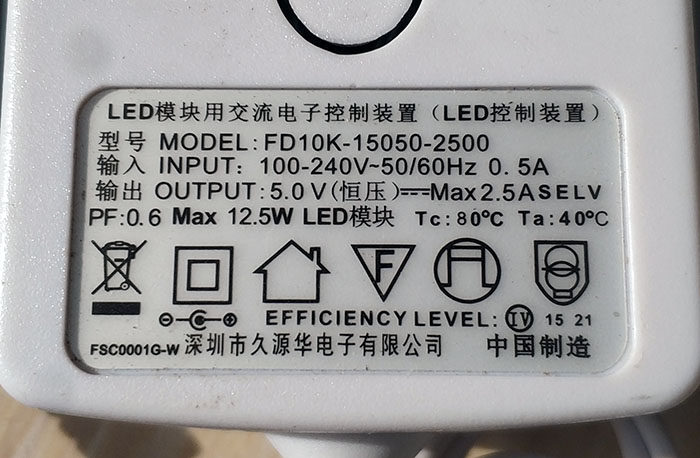 LED模块用交流电子控制装置（LED控制装置）
型号 MODEL: FD10K-15050-2500
输入 INPUT: 100-240V~50/60Hz 0.5A
输出 OUTPUT: 5.0V(恒压)⎓Max2.5A SELV
PF:0.6 Max 12.5W LED模块 Tc:80°C Ta:40°C
F
EFFICIENCY LEVEL: IV 15 21
FSC0001G-W 深圳市久源华电子有限公司 中国制造